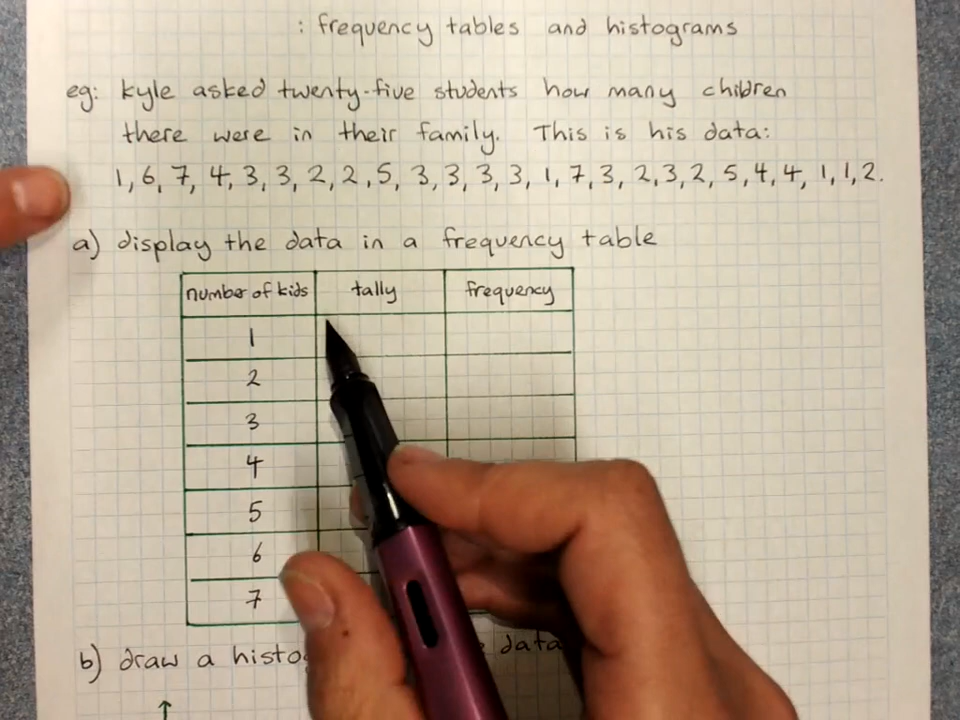 : frequency tables and histograms
eg: kyle asked twenty-five students how many children
there were in their family. This is his data:
1, 6, 7, 4, 3, 3, 2, 2, 5, 3, 3, 3, 3, 1, 7, 3, 2, 3, 2, 5, 4, 4, 1, 1, 2.
a) display the data in a frequency table
number of kids tally frequency
1
2
3
4
5
6
7
b) draw a data